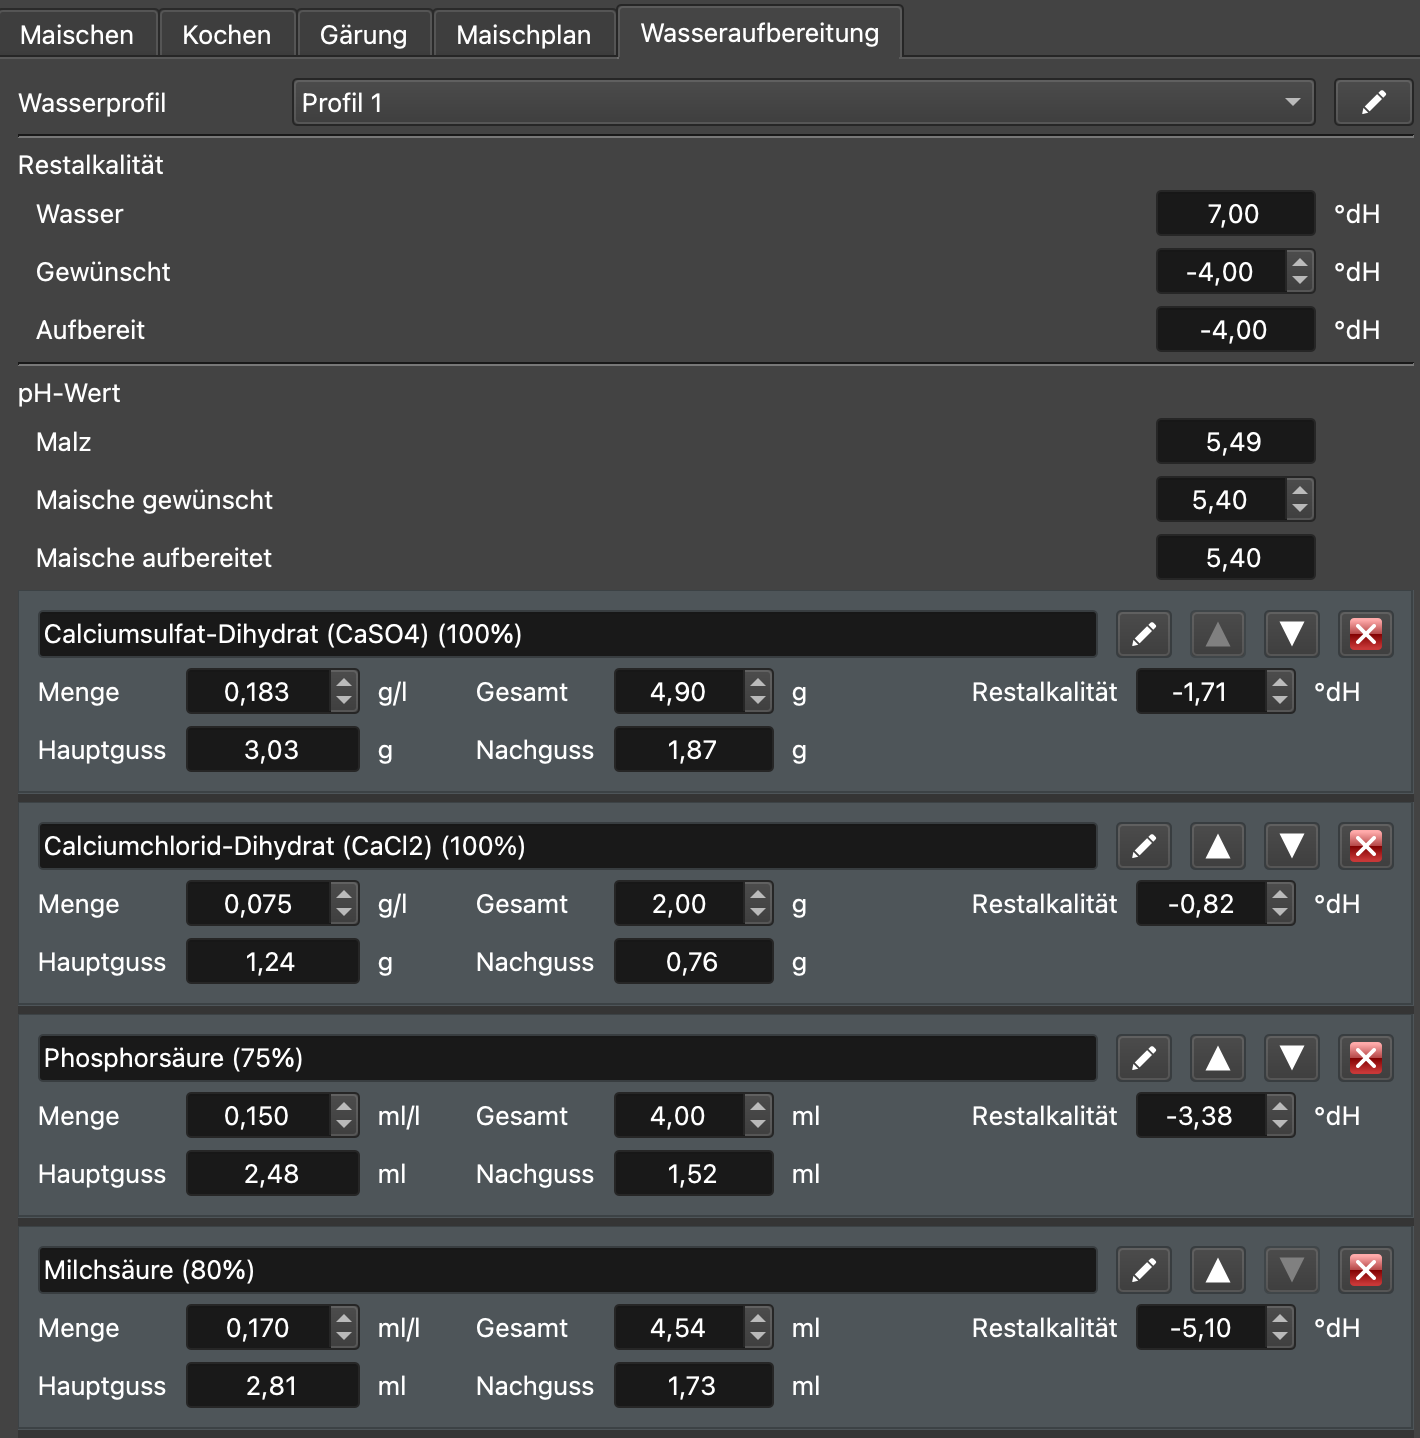 Maischen Kochen Gärung Maischplan Wasseraufbereitung
Wasserprofil Profil 1
Restalkalität
Wasser 7,00 °dH
Gewünscht -4,00 °dH
Aufbereit -4,00 °dH
pH-Wert
Malz 5,49
Maische gewünscht 5,40
Maische aufbereitet 5,40
Calciumsulfat-Dihydrat (CaSO4) (100%)
Menge 0,183 g/l Gesamt 4,90 g Restalkalität -1,71 °dH
Hauptguss 3,03 g Nachguss 1,87 g
Calciumchlorid-Dihydrat (CaCl2) (100%)
Menge 0,075 g/l Gesamt 2,00 g Restalkalität -0,82 °dH
Hauptguss 1,24 g Nachguss 0,76 g
Phosphorsäure (75%)
Menge 0,150 ml/l Gesamt 4,00 ml Restalkalität -3,38 °dH
Hauptguss 2,48 ml Nachguss 1,52 ml
Milchsäure (80%)
Menge 0,170 ml/l Gesamt 4,54 ml Restalkalität -5,10 °dH
Hauptguss 2,81 ml Nachguss 1,73 ml